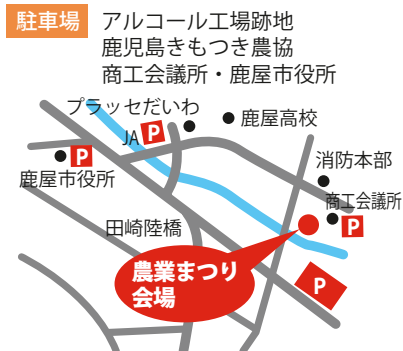 駐車場 アルコール工場跡地
鹿児島きもつき農協
商工会議所・鹿屋市役所
プラッセだいわ
JA P
鹿屋高校
P
鹿屋市役所
消防本部
商工会議所
P
田崎陸橋
農業まつり
会場
P